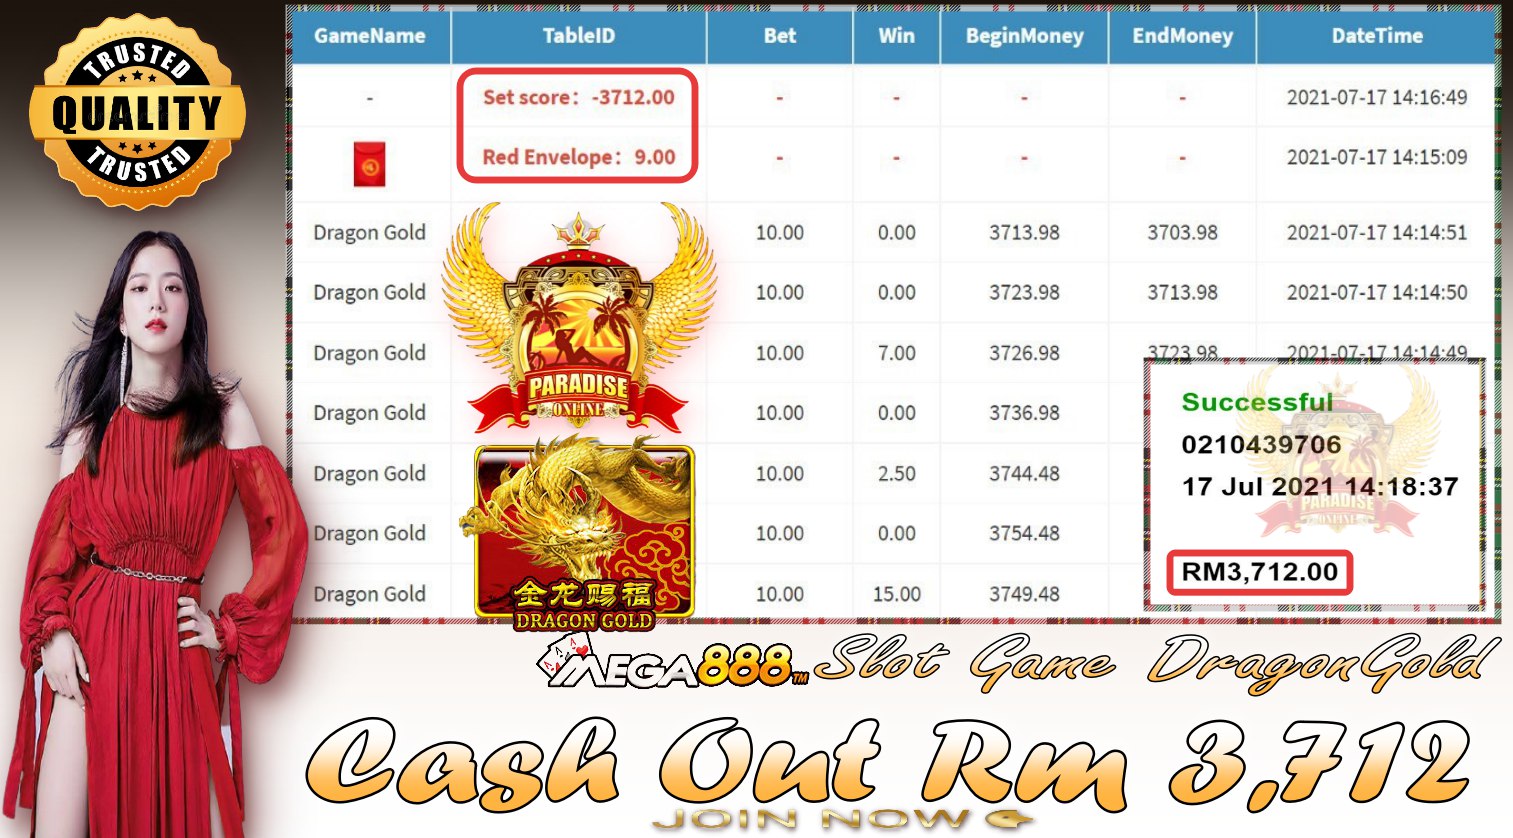 TRUSTED
QUALITY
TRUSTED
GameName TableID Bet Win BeginMoney EndMoney DateTime
- Set score: -3712.00 - - - - 2021-07-17 14:16:49
Red Envelope: 9.00 - - - - 2021-07-17 14:15:09
Dragon Gold 10.00 0.00 3713.98 3703.98 2021-07-17 14:14:51
Dragon Gold 10.00 0.00 3723.98 3713.98 2021-07-17 14:14:50
Dragon Gold 10.00 7.00 3726.98 3723.98 2021-07-17 14:14:49
Dragon Gold 10.00 0.00 3736.98
Dragon Gold 10.00 2.50 3744.48
Dragon Gold 10.00 0.00 3754.48
Dragon Gold 10.00 15.00 3749.48
PARADISE
ONLINE
金龙赐福
DRAGON GOLD
Successful
0210439706
17 Jul 2021 14:18:37
PARADISE
ONLINE
RM3,712.00
MEGA888™ Slot Game DragonGold
Cash Out Rm 3,712
JOIN NOW